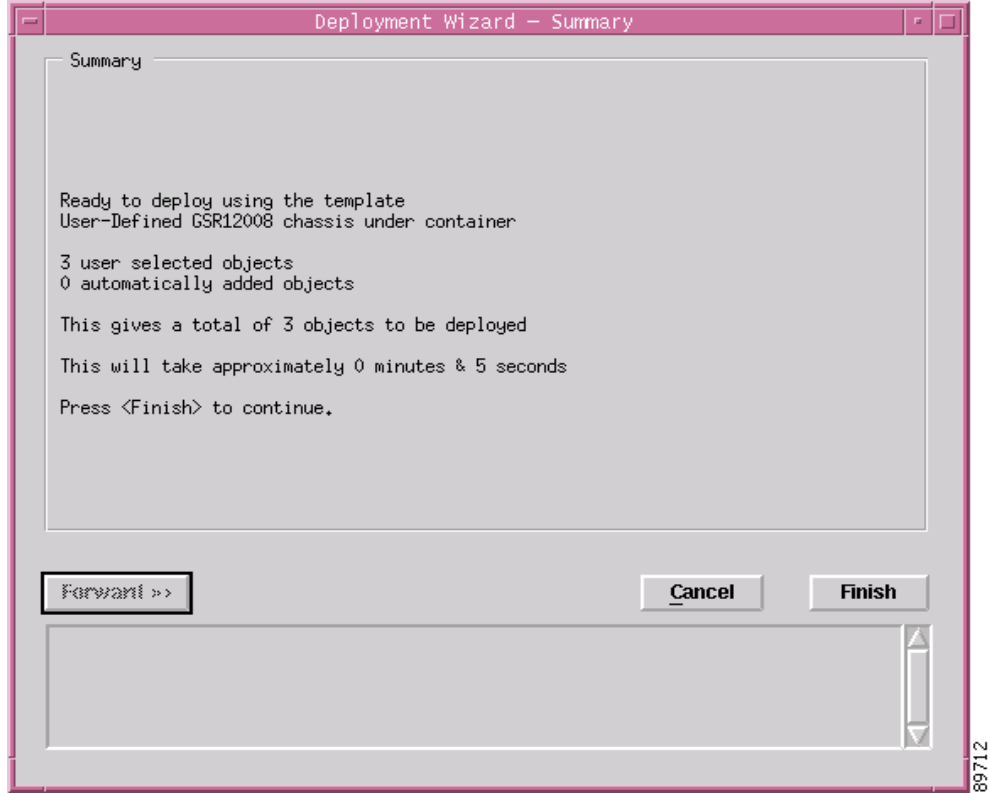 Deployment Wizard – Summary
Summary
Ready to deploy using the template
User-Defined GSR12008 chassis under container
3 user selected objects
0 automatically added objects
This gives a total of 3 objects to be deployed
This will take approximately 0 minutes & 5 seconds
Press <Finish> to continue.
Forward >>
Cancel
Finish
89712